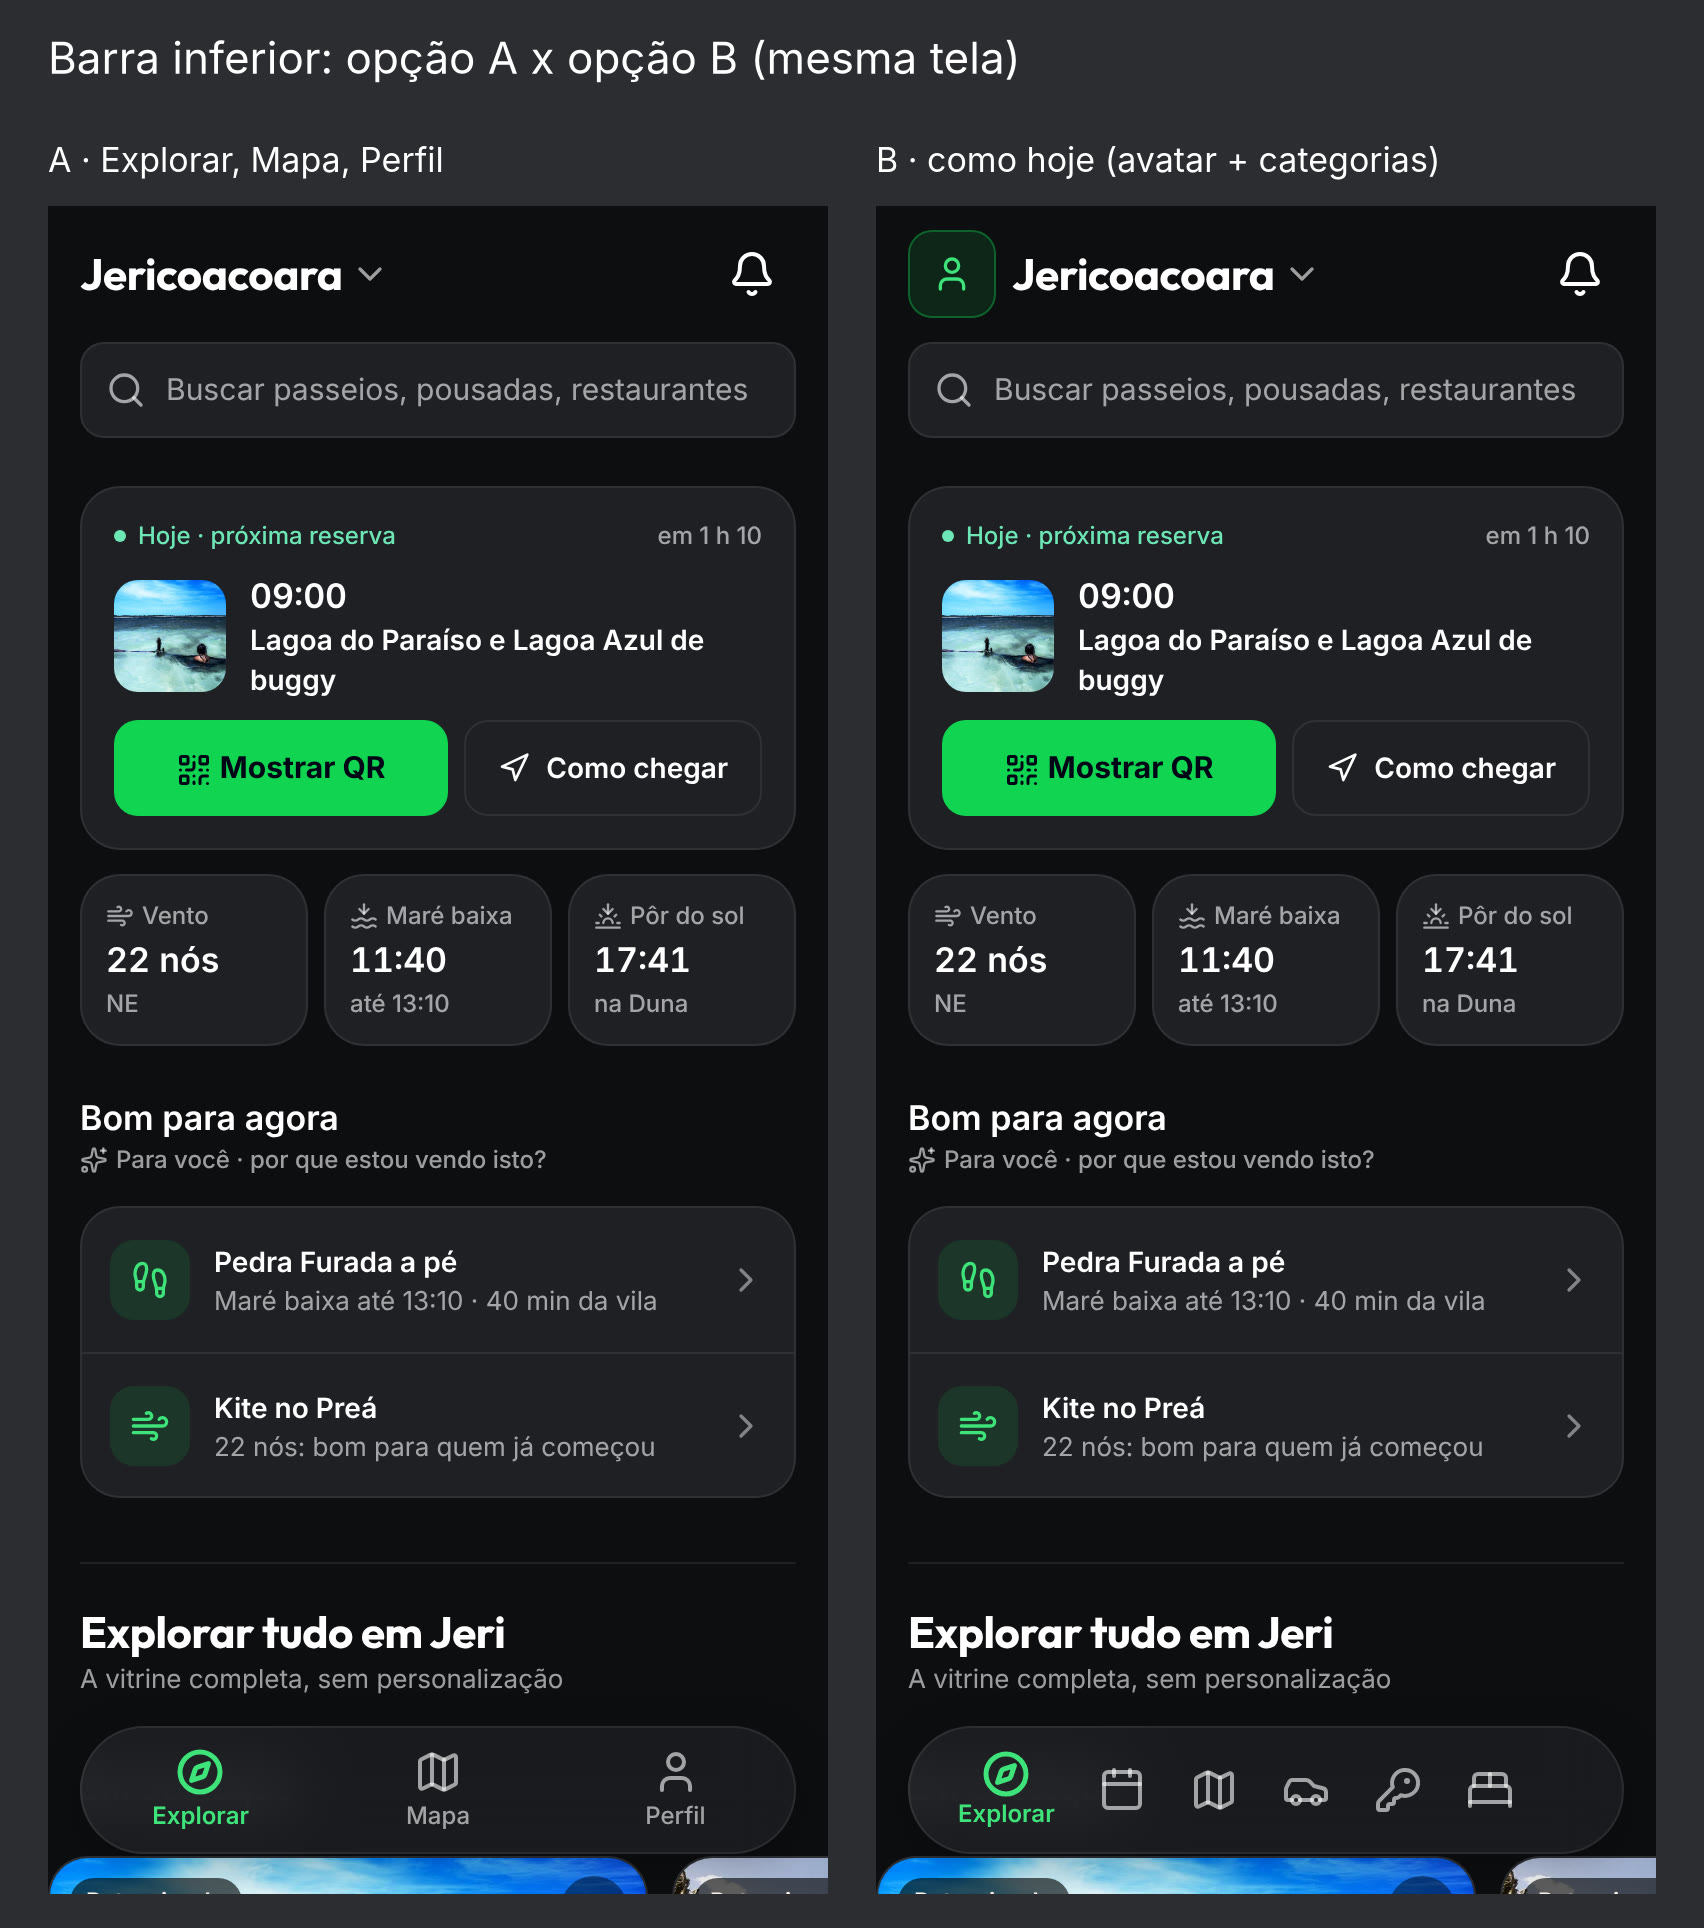 Barra inferior: opção A x opção B (mesma tela)
A · Explorar, Mapa, Perfil
Jericoacoara
Buscar passeios, pousadas, restaurantes
Hoje · próxima reserva
em 1 h 10
09:00
Lagoa do Paraíso e Lagoa Azul de
buggy
Mostrar QR
Como chegar
Vento
22 nós
NE
Maré baixa
11:40
até 13:10
Pôr do sol
17:41
na Duna
Bom para agora
Para você · por que estou vendo isto?
Pedra Furada a pé
Maré baixa até 13:10 · 40 min da vila
Kite no Preá
22 nós: bom para quem já começou
Explorar tudo em Jeri
A vitrine completa, sem personalização
Explorar
Mapa
Perfil
B · como hoje (avatar + categorias)
Jericoacoara
Buscar passeios, pousadas, restaurantes
Hoje · próxima reserva
em 1 h 10
09:00
Lagoa do Paraíso e Lagoa Azul de
buggy
Mostrar QR
Como chegar
Vento
22 nós
NE
Maré baixa
11:40
até 13:10
Pôr do sol
17:41
na Duna
Bom para agora
Para você · por que estou vendo isto?
Pedra Furada a pé
Maré baixa até 13:10 · 40 min da vila
Kite no Preá
22 nós: bom para quem já começou
Explorar tudo em Jeri
A vitrine completa, sem personalização
Explorar